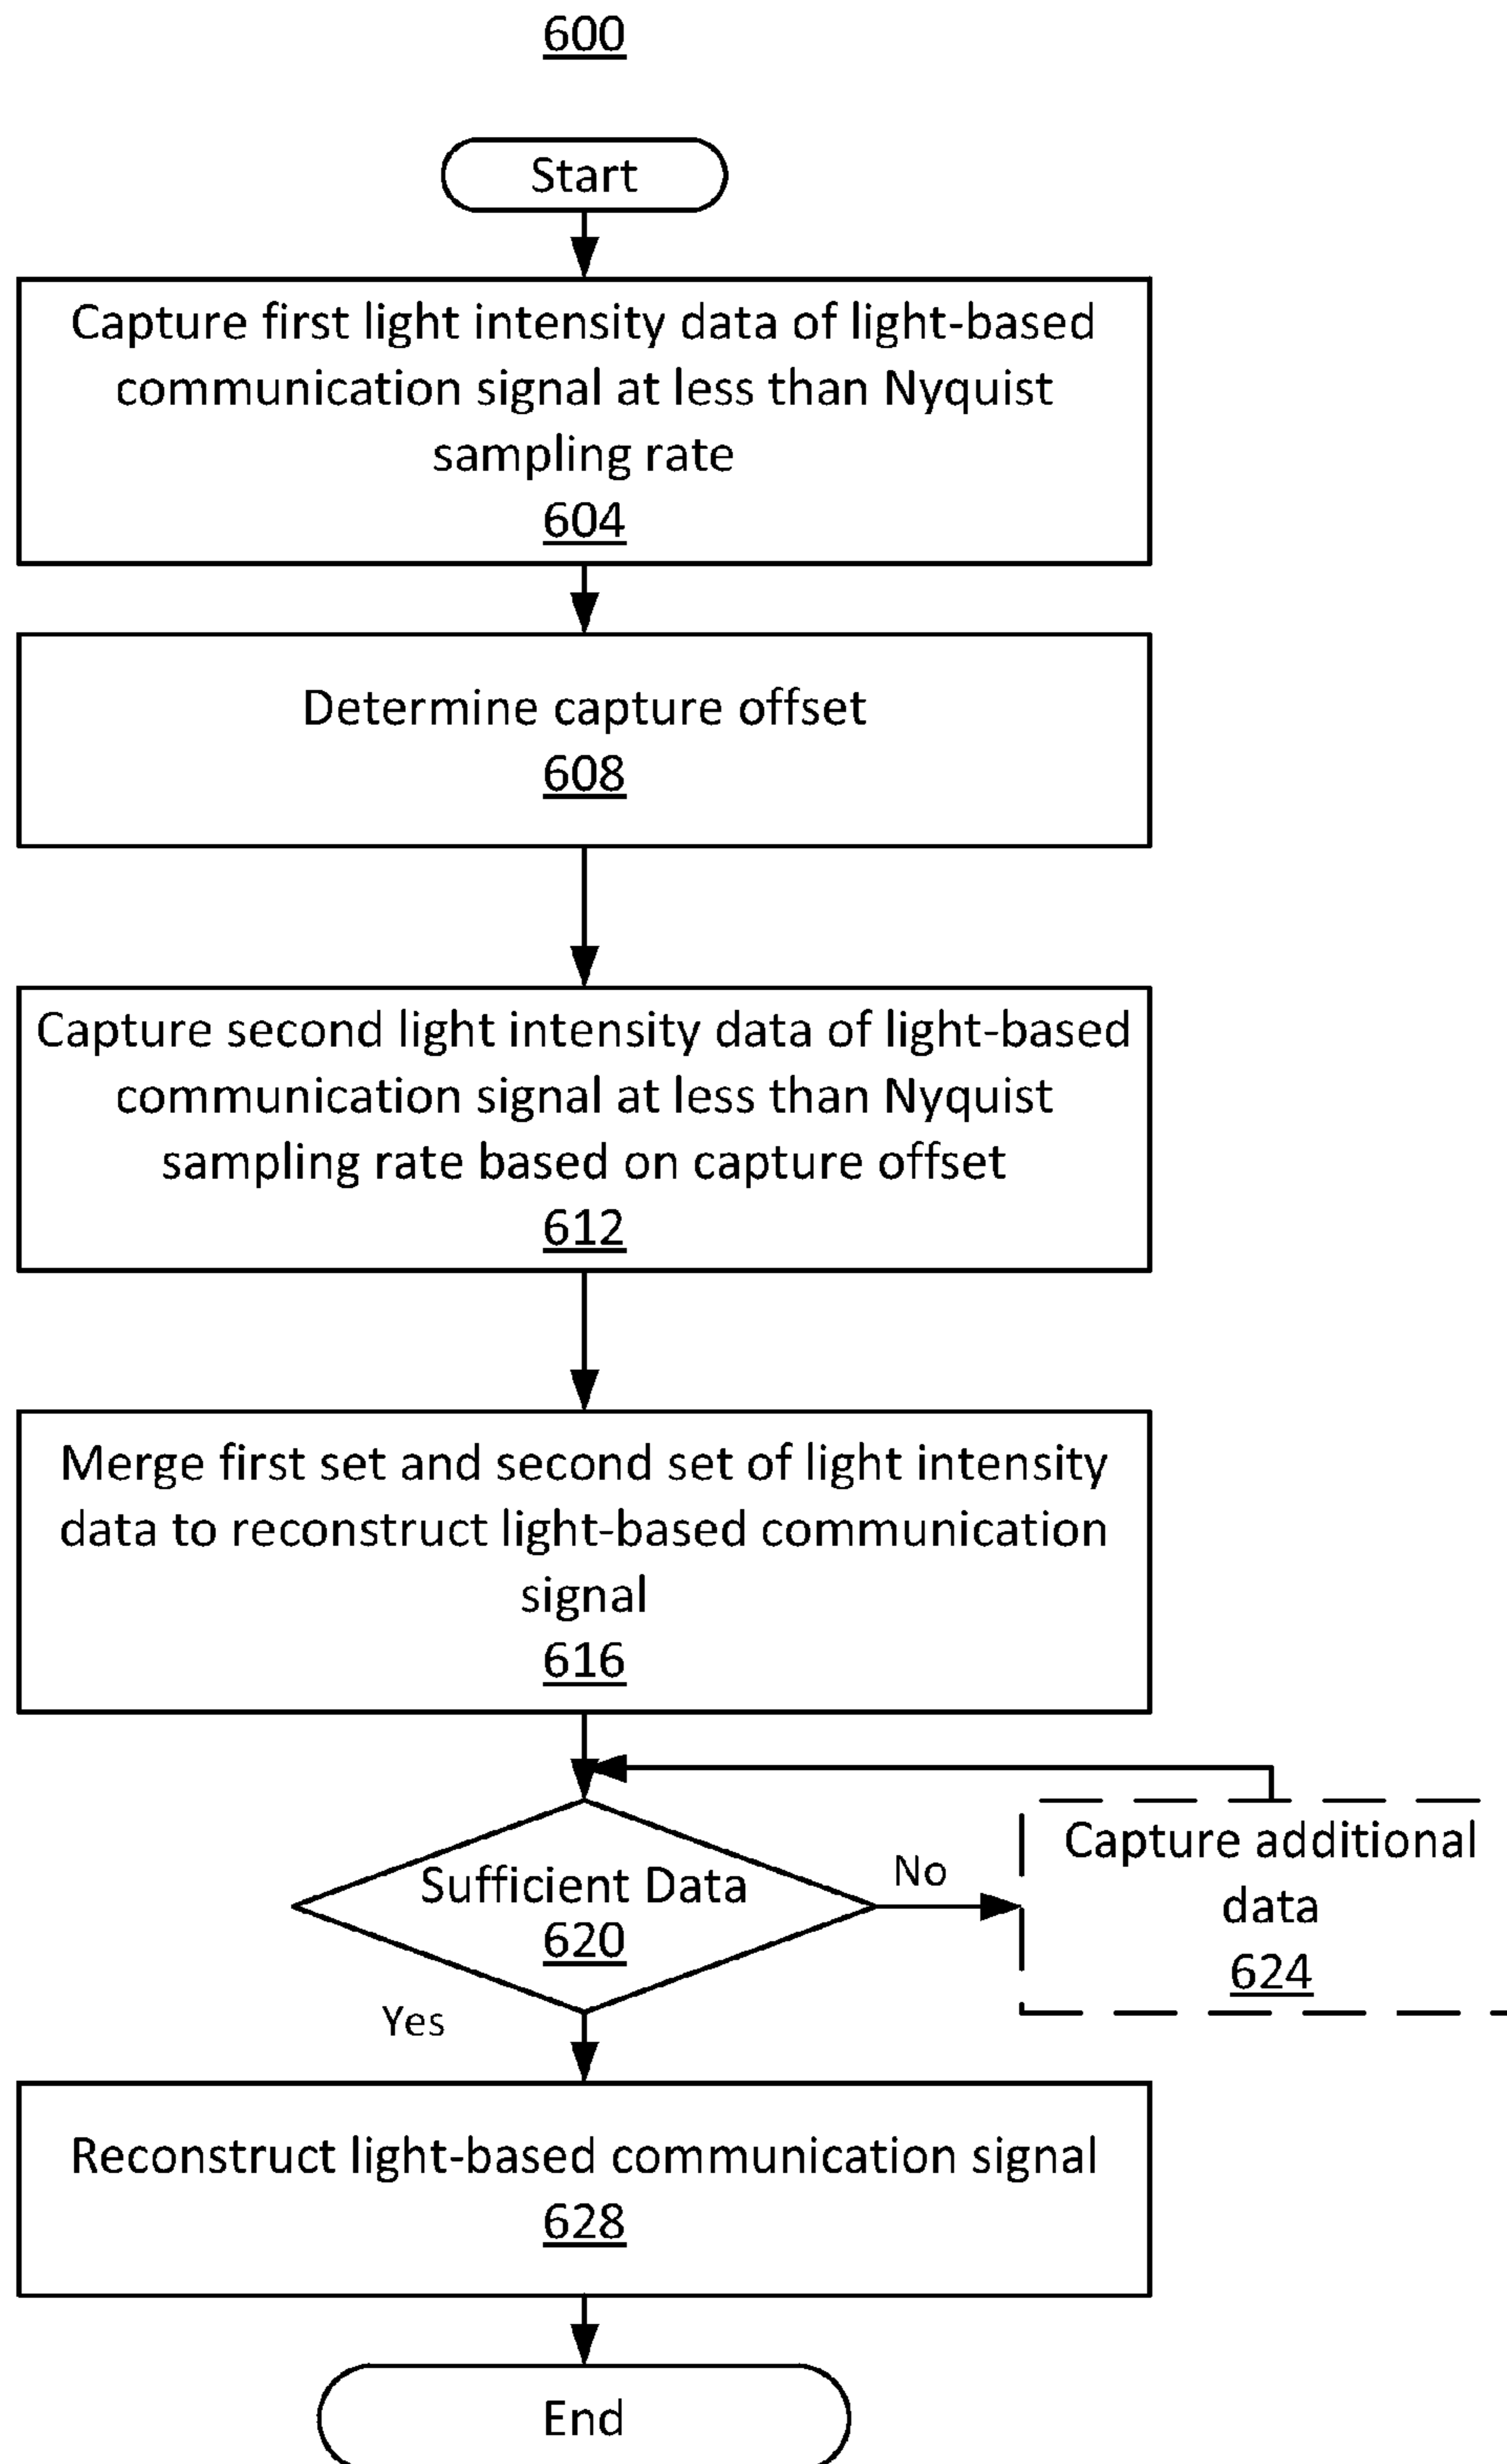 600
Start
Capture first light intensity data of light-based
communication signal at less than Nyquist
sampling rate
604
Determine capture offset
608
Capture second light intensity data of light-based
communication signal at less than Nyquist
sampling rate based on capture offset
612
Merge first set and second set of light intensity
data to reconstruct light-based communication
signal
616
Sufficient Data
620
No
Capture additional
data
624
Yes
Reconstruct light-based communication signal
628
End